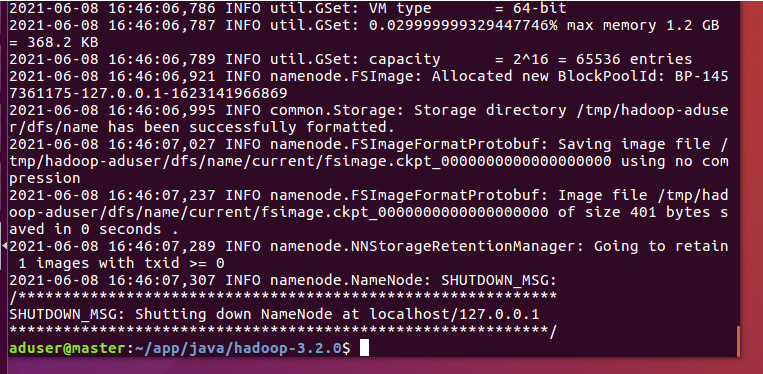 2021-06-08 16:46:06,786 INFO util.GSet: VM type       = 64-bit
2021-06-08 16:46:06,787 INFO util.GSet: 0.029999999329447746% max memory 1.2 GB
= 368.2 KB
2021-06-08 16:46:06,789 INFO util.GSet: capacity      = 2^16 = 65536 entries
2021-06-08 16:46:06,921 INFO namenode.FSImage: Allocated new BlockPoolId: BP-145
7361175-127.0.0.1-1623141966869
2021-06-08 16:46:06,995 INFO common.Storage: Storage directory /tmp/hadoop-aduse
r/dfs/name has been successfully formatted.
2021-06-08 16:46:07,027 INFO namenode.FSImageFormatProtobuf: Saving image file /
tmp/hadoop-aduser/dfs/name/current/fsimage.ckpt_0000000000000000000 using no com
pression
2021-06-08 16:46:07,237 INFO namenode.FSImageFormatProtobuf: Image file /tmp/had
oop-aduser/dfs/name/current/fsimage.ckpt_0000000000000000000 of size 401 bytes s
aved in 0 seconds .
2021-06-08 16:46:07,289 INFO namenode.NNStorageRetentionManager: Going to retain
 1 images with txid >= 0
2021-06-08 16:46:07,307 INFO namenode.NameNode: SHUTDOWN_MSG:
/************************************************************
SHUTDOWN_MSG: Shutting down NameNode at localhost/127.0.0.1
************************************************************/
aduser@master:~/app/java/hadoop-3.2.0$